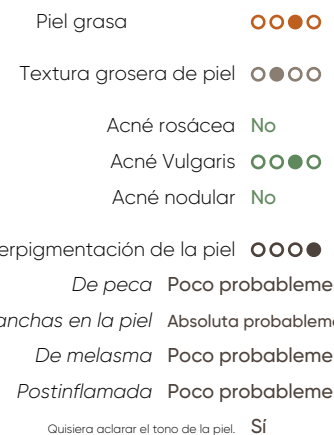 Piel grasa
Textura grosera de piel
Acné rosácea No
Acné Vulgaris
Acné nodular No
erpigmentación de la piel
De peca Poco probableme
anchas en la piel Absoluta probableme
De melasma Poco probableme
Postinflamada Poco probableme
Quisiera aclarar el tono de la piel. Sí